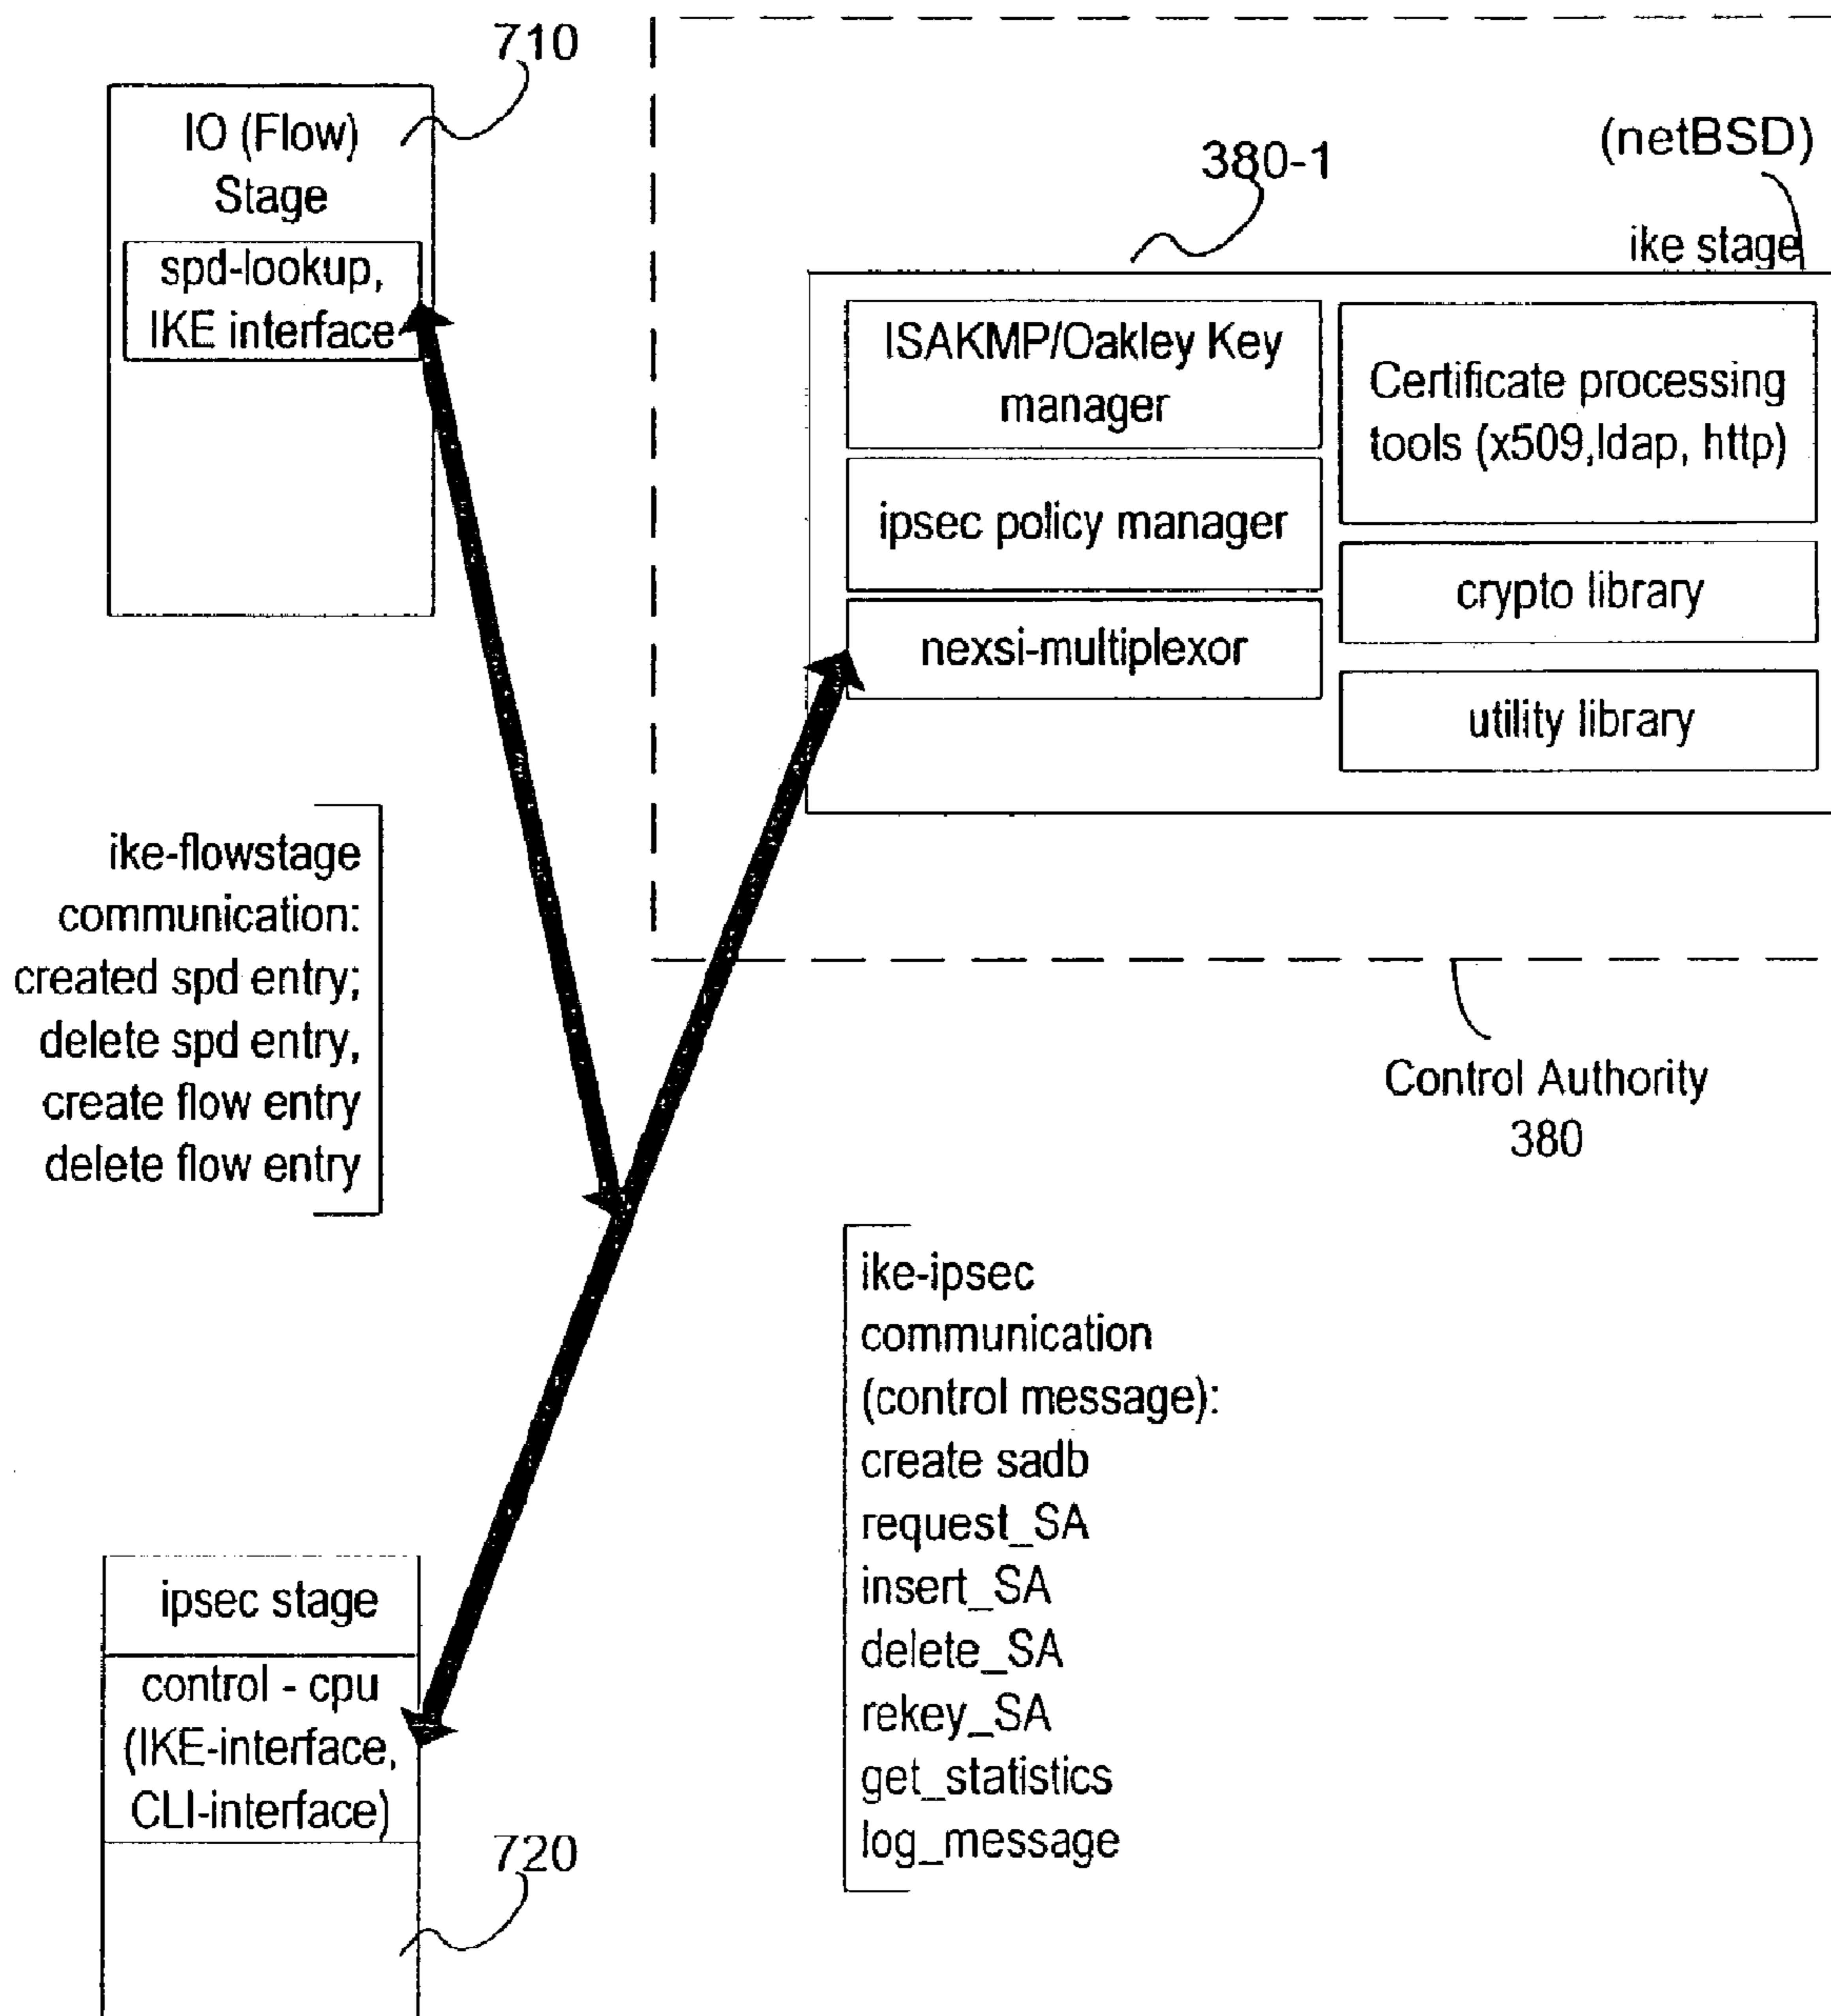 710
IO (Flow)
Stage
spd-lookup,
IKE interface
380-1
(netBSD)
ike stage
ISAKMP/Oakley Key
manager
ipsec policy manager
nexsi-multiplexor
Certificate processing
tools (x509,ldap, http)
crypto library
utility library
ike-flowstage
communication:
created spd entry;
delete spd entry,
create flow entry
delete flow entry
Control Authority
380
ike-ipsec
communication
(control message):
create sadb
request_SA
insert_SA
delete_SA
rekey_SA
get_statistics
log_message
ipsec stage
control - cpu
(IKE-interface,
CLI-interface)
720